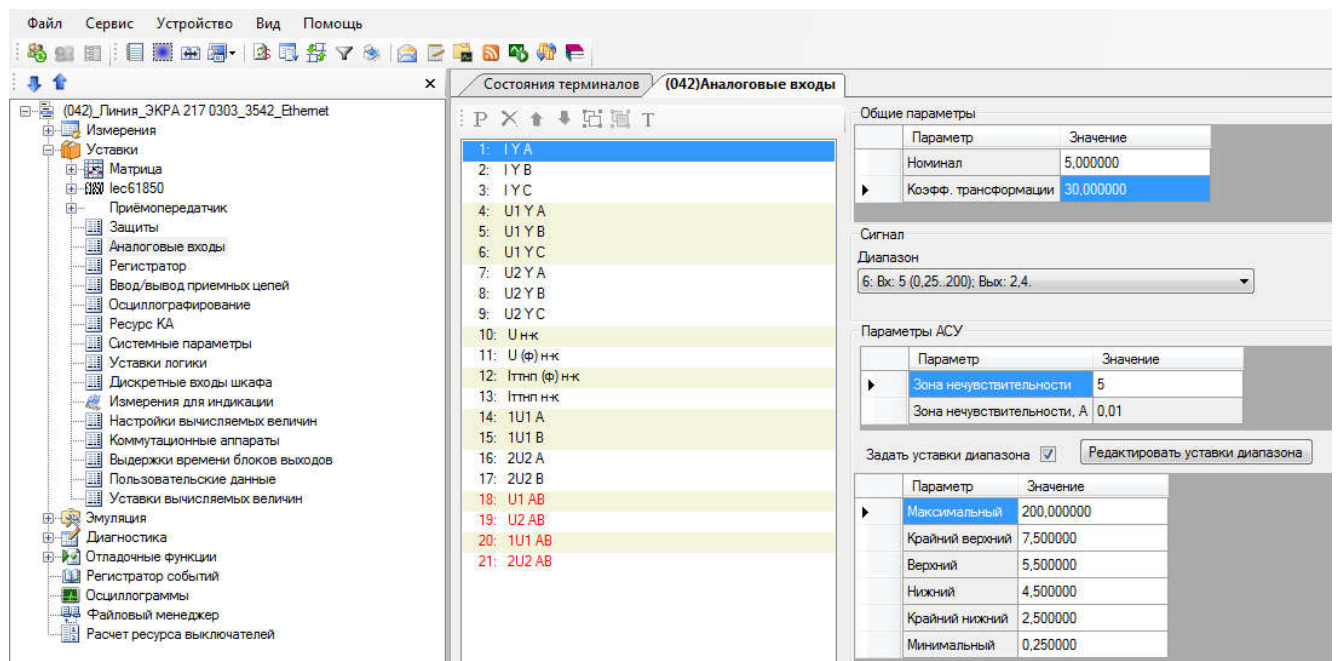 Файл Сервис Устройство Вид Помощь
(042)_Линия_ЭКРА 217 0303_3542_Ethernet
Измерения
Уставки
Матрица
Iec61850
Приёмопередатчик
Защиты
Аналоговые входы
Регистратор
Ввод/вывод приемных цепей
Осциллографирование
Ресурс КА
Системные параметры
Уставки логики
Дискретные входы шкафа
Измерения для индикации
Настройки вычисляемых величин
Коммутационные аппараты
Выдержки времени блоков выходов
Пользовательские данные
Уставки вычисляемых величин
Эмуляция
Диагностика
Отладочные функции
Регистратор событий
Осциллограммы
Файловый менеджер
Расчет ресурса выключателей
Состояния терминалов (042)Аналоговые входы
P T
1: I Y A
2: I Y B
3: I Y C
4: U1 Y A
5: U1 Y B
6: U1 Y C
7: U2 Y A
8: U2 Y B
9: U2 Y C
10: U н-к
11: U (ф) н-к
12: Iттнп (ф) н-к
13: Iттнп н-к
14: 1U1 A
15: 1U1 B
16: 2U2 A
17: 2U2 B
18: U1 AB
19: U2 AB
20: 1U1 AB
21: 2U2 AB
Общие параметры
Параметр Значение
Номинал 5,000000
Коэфф. трансформации 30,000000
Сигнал
Диапазон
6: Вх: 5 (0,25..200); Вых: 2,4.
Параметры АСУ
Параметр Значение
Зона нечувствительности 5
Зона нечувствительности, А 0,01
Задать уставки диапазона Редактировать уставки диапазона
Параметр Значение
Максимальный 200,000000
Крайний верхний 7,500000
Верхний 5,500000
Нижний 4,500000
Крайний нижний 2,500000
Минимальный 0,250000